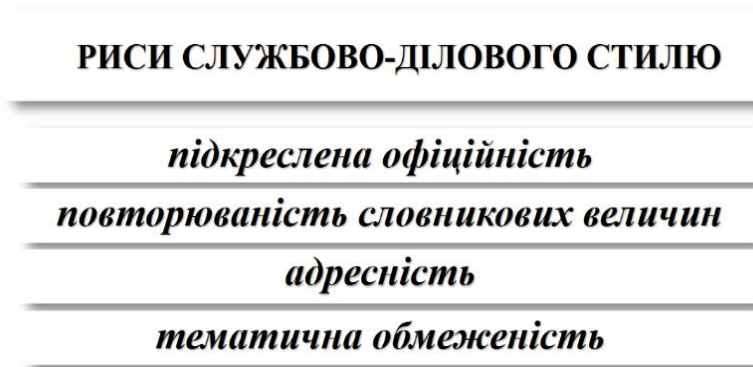 РИСИ СЛУЖБОВО-ДІЛОВОГО СТИЛЮ
підкреслена офіційність
повторюваність словникових величин
адресність
тематична обмеженість